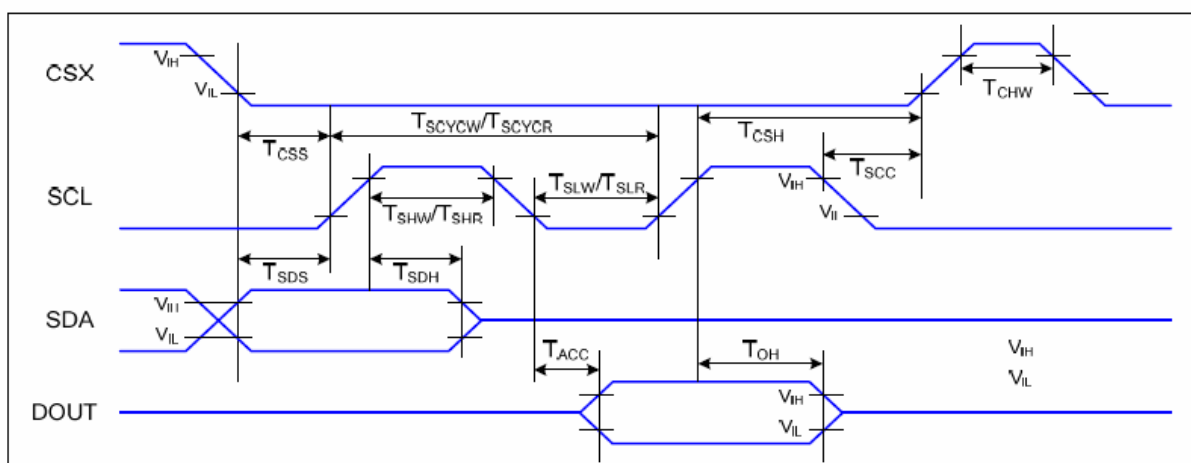 CSX
VIH
VIL
TCHW
TSCYCW/TSCYCR
TCSH
TCSS
TSCC
SCL
TSLW/TSLR
VIH
TSHW/TSHR
VIL
TSDS
TSDH
SDA
VIH
VIL
TACC
TOH
VIH
VIL
DOUT
VIH
VIL